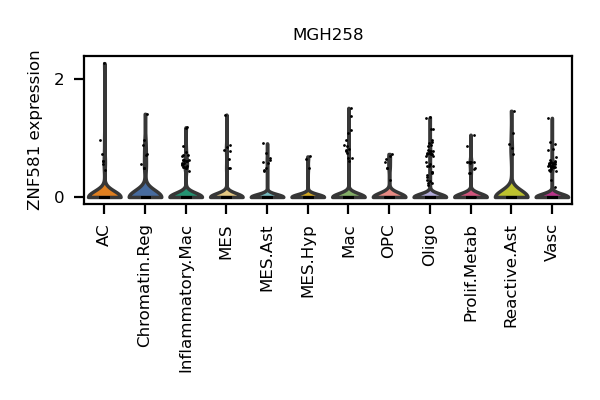 MGH258
ZNF581 expression
2
0
AC
Chromatin.Reg
Inflammatory.Mac
MES
MES.Ast
MES.Hyp
Mac
OPC
Oligo
Prolif.Metab
Reactive.Ast
Vasc